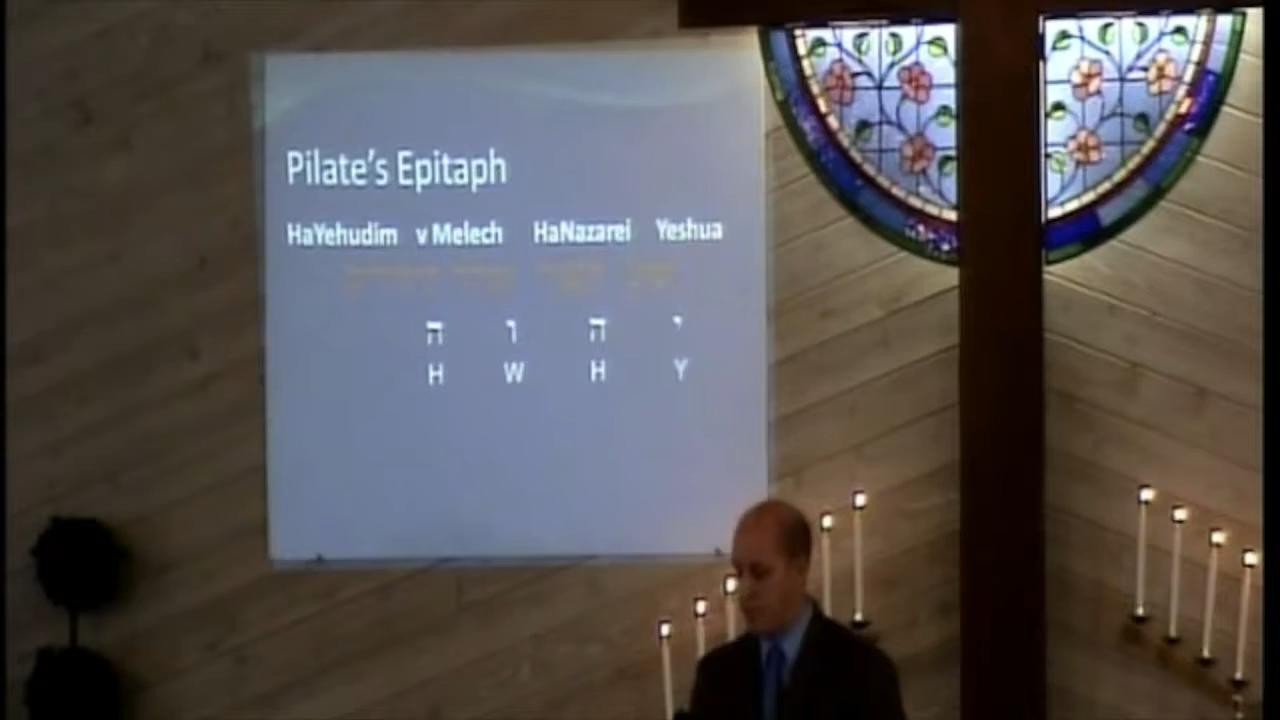 Pilate's Epitaph
HaYehudim v Melech HaNazarei Yeshua
ה ו ה י
H W H Y